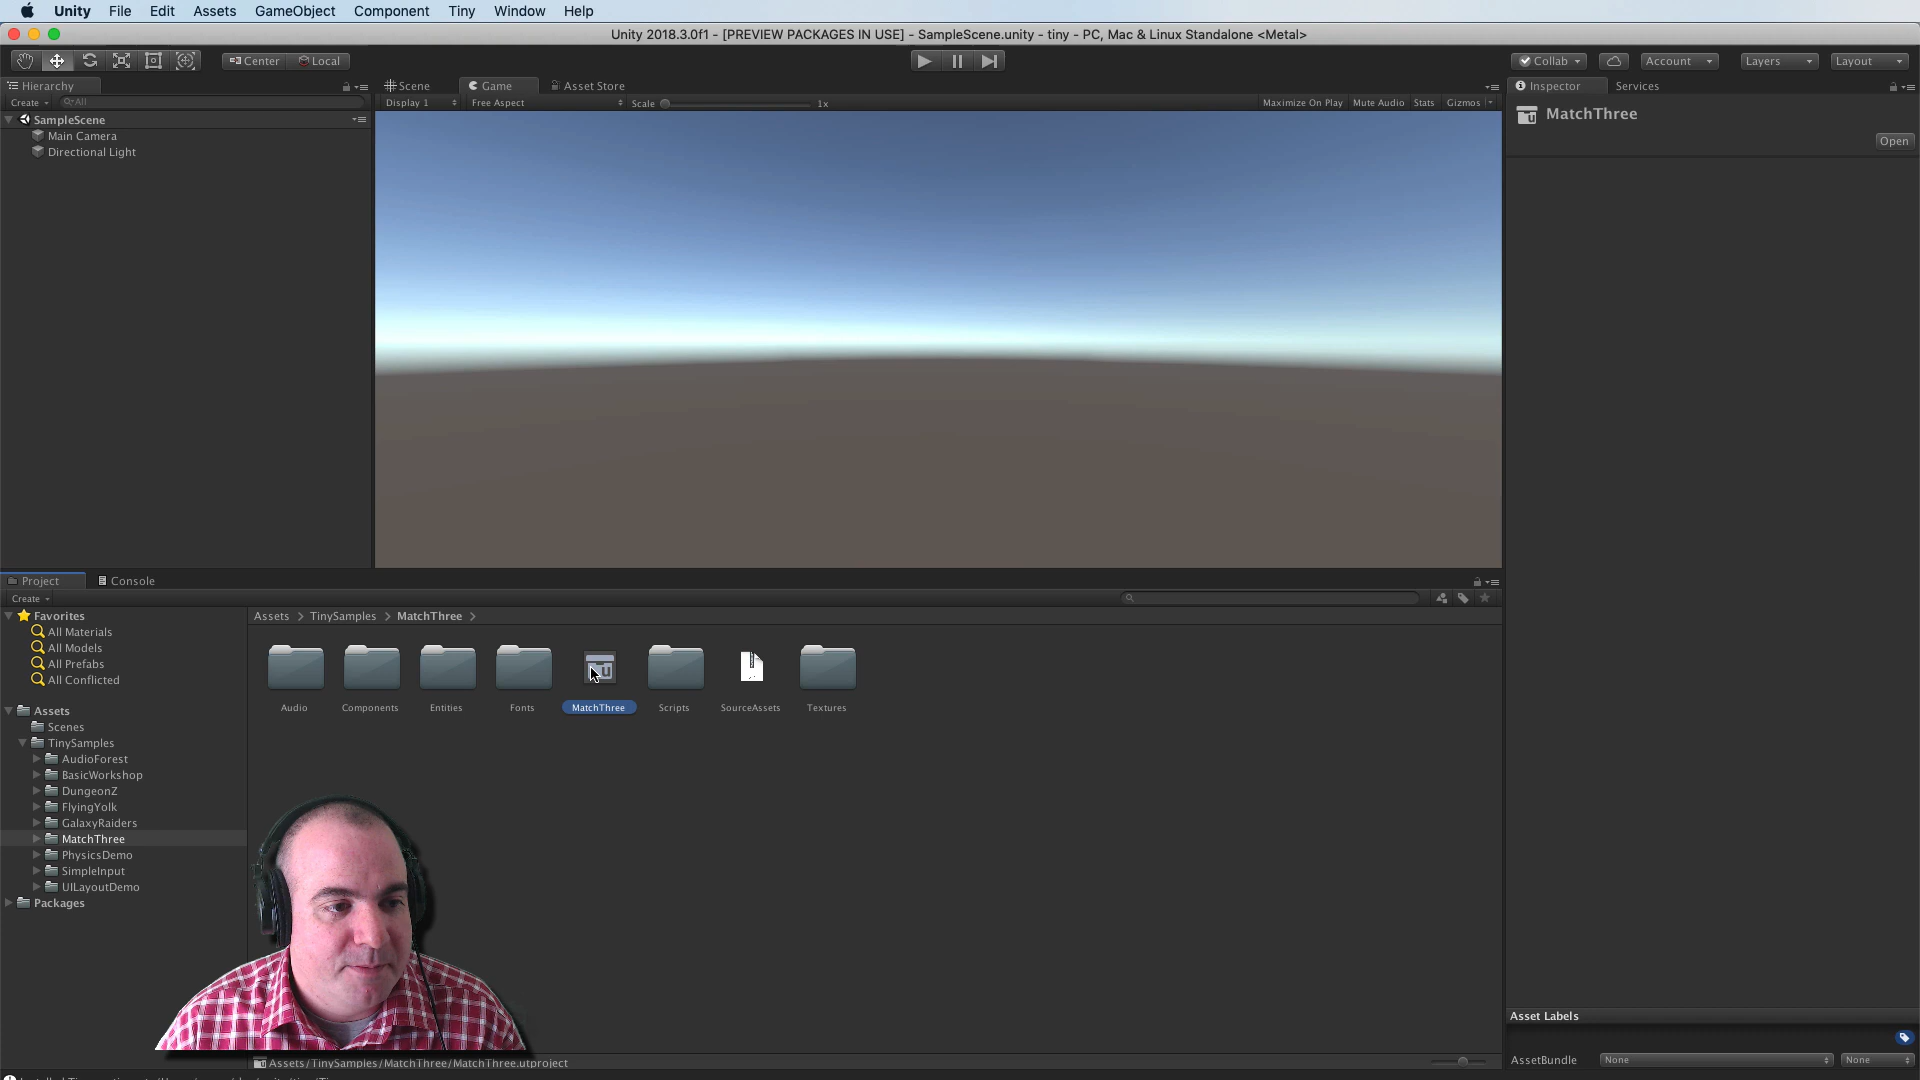 Unity File Edit Assets GameObject Component Tiny Window Help
Unity 2018.3.0f1 - [PREVIEW PACKAGES IN USE] - SampleScene.unity - tiny - PC, Mac & Linux Standalone <Metal>
Center Local Collab Account Layers Layout
Hierarchy Scene Game Asset Store Inspector Services
Create All Display 1 Free Aspect Scale 1x Maximize On Play Mute Audio Stats Gizmos
SampleScene
Main Camera
Directional Light
MatchThree
Open
Project Console
Create
Favorites
All Materials
All Models
All Prefabs
All Conflicted
Assets
Scenes
TinySamples
AudioForest
BasicWorkshop
DungeonZ
FlyingYolk
GalaxyRaiders
MatchThree
PhysicsDemo
SimpleInput
UILayoutDemo
Packages
Assets > TinySamples > MatchThree >
Audio Components Entities Fonts MatchThree Scripts SourceAssets Textures
Assets/TinySamples/MatchThree/MatchThree.utproject
Asset Labels
AssetBundle None None